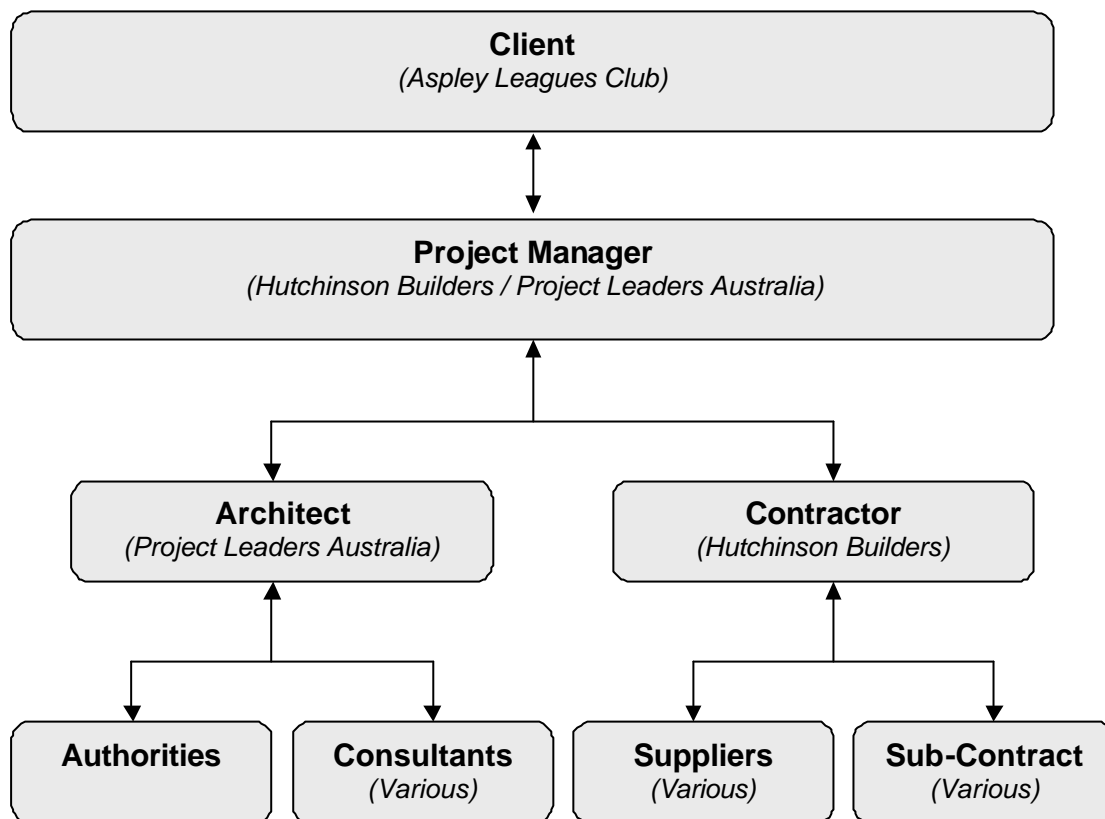 Client
(Aspley Leagues Club)
Project Manager
(Hutchinson Builders / Project Leaders Australia)
Architect
(Project Leaders Australia)
Contractor
(Hutchinson Builders)
Authorities
Consultants
(Various)
Suppliers
(Various)
Sub-Contract
(Various)